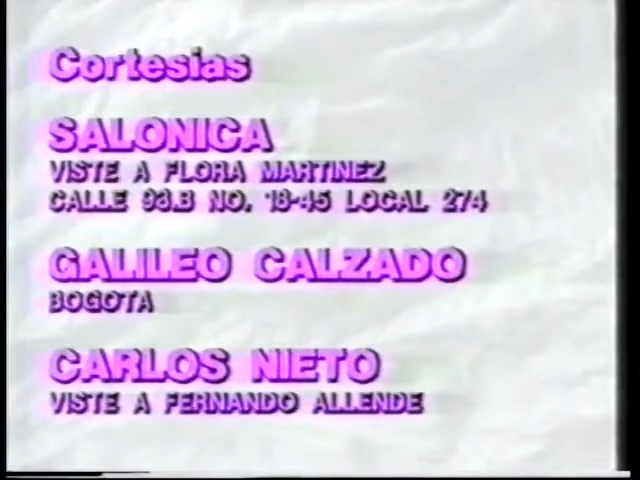 Cortesias
SALONICA
VISTE A FLORA MARTINEZ
CALLE 93.B NO. 18-45 LOCAL 274
GALILEO CALZADO
BOGOTA
CARLOS NIETO
VISTE A FERNANDO ALLENDE